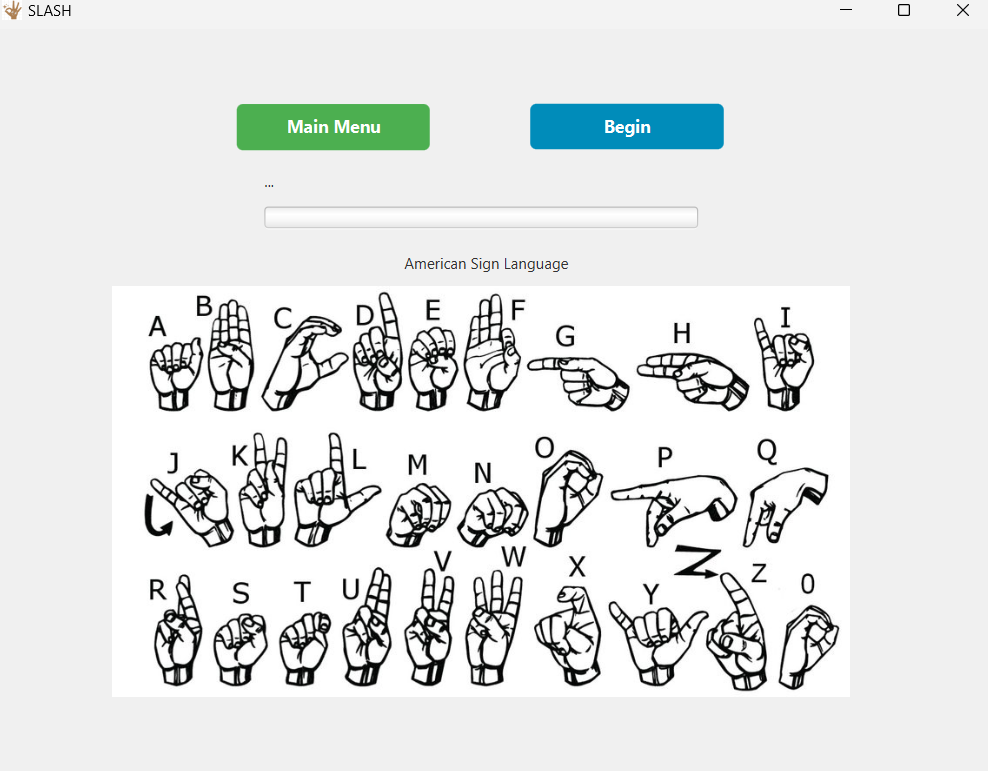 SLASH
Main Menu Begin
...
American Sign Language
A B C D E F G H I
J K L M N O P Q
R S T U V W X Y Z 0